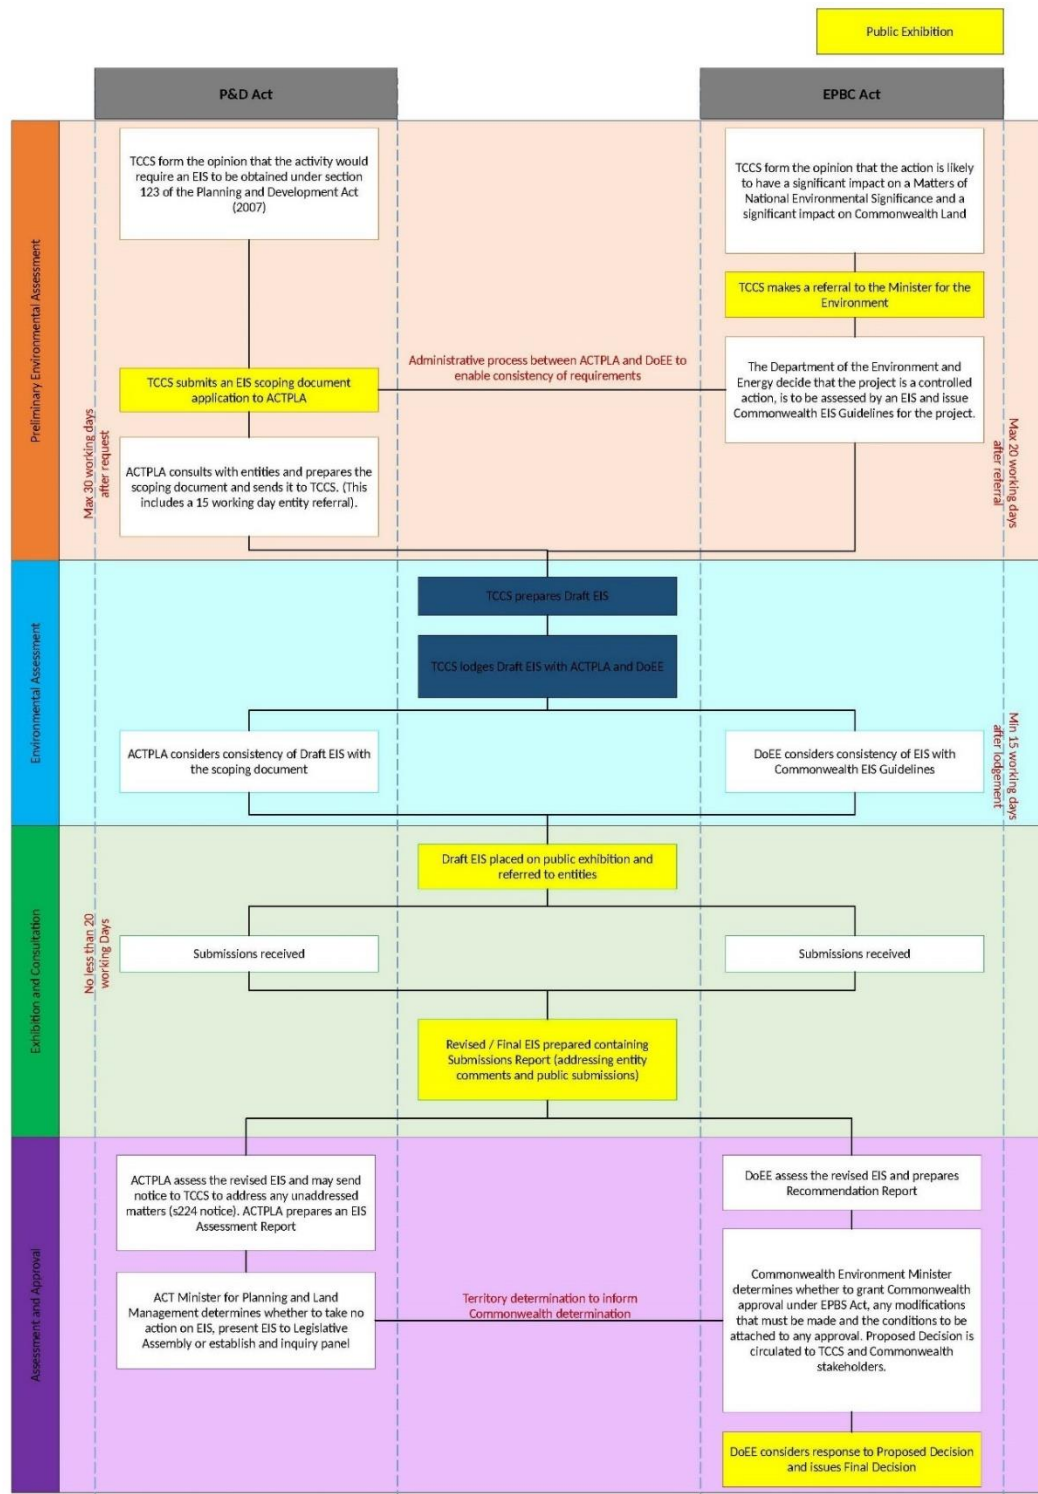 Public Exhibition
P&D Act
EPBC Act
Preliminary Environmental Assessment
TCCS form the opinion that the activity would
require an EIS to be obtained under section
123 of the Planning and Development Act
(2007)
TCCS form the opinion that the action is likely
to have a significant impact on a Matters of
National Environmental Significance and a
significant impact on Commonwealth Land
TCCS makes a referral to the Minister for the
Environment
TCCS submits an EIS scoping document
application to ACTPLA
Administrative process between ACTPLA and DoEE to
enable consistency of requirements
The Department of the Environment and
Energy decide that the project is a controlled
action, is to be assessed by an EIS and issue
Commonwealth EIS Guidelines for the project.
Max 30 working days
after request
ACTPLA consults with entities and prepares the
scoping document and sends it to TCCS. (This
includes a 15 working day entity referral).
Max 20 working days
after referral
Environmental Assessment
TCCS prepares Draft EIS
TCCS lodges Draft EIS with ACTPLA and DoEE
ACTPLA considers consistency of Draft EIS with
the scoping document
DoEE considers consistency of EIS with
Commonwealth EIS Guidelines
Min 15 working days
after lodgement
Exhibition and Consultation
Draft EIS placed on public exhibition and
referred to entities
No less than 20
working Days
Submissions received
Submissions received
Revised / Final EIS prepared containing
Submissions Report (addressing entity
comments and public submissions)
Assessment and Approval
ACTPLA assess the revised EIS and may send
notice to TCCS to address any unaddressed
matters (s224 notice). ACTPLA prepares an EIS
Assessment Report
DoEE assess the revised EIS and prepares
Recommendation Report
ACT Minister for Planning and Land
Management determines whether to take no
action on EIS, present EIS to Legislative
Assembly or establish and inquiry panel
Territory determination to inform
Commonwealth determination
Commonwealth Environment Minister
determines whether to grant Commonwealth
approval under EPBS Act, any modifications
that must be made and the conditions to be
attached to any approval. Proposed Decision is
circulated to TCCS and Commonwealth
stakeholders.
DoEE considers response to Proposed Decision
and issues Final Decision